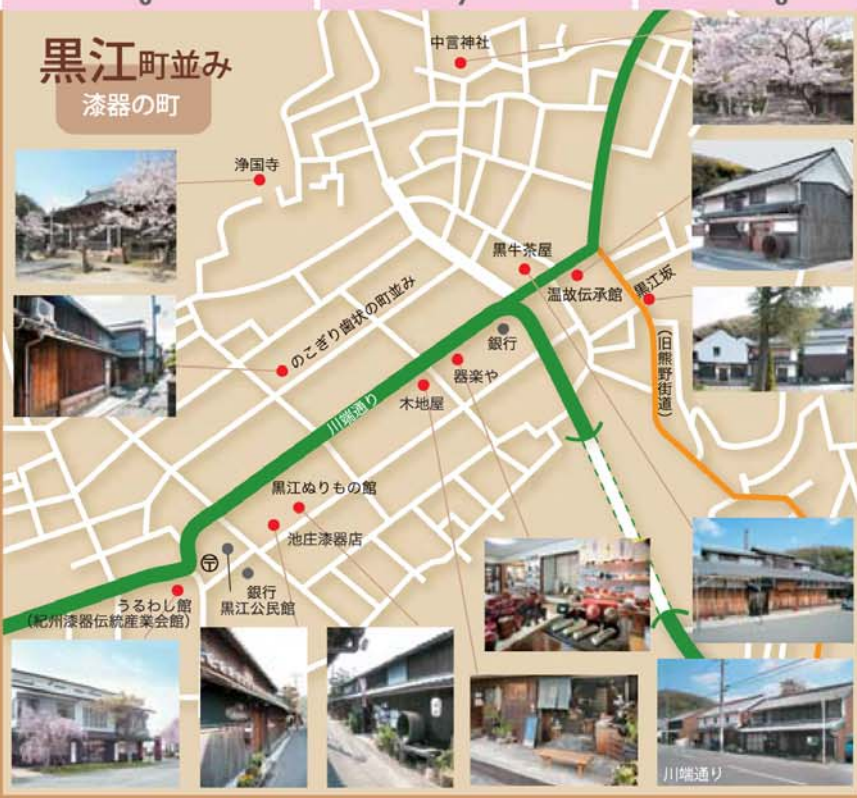 黒江町並み
漆器の町
中言神社
浄国寺
黒牛茶屋
温故伝承館
黒江坂
のこぎり歯状の町並み
銀行
(旧熊野街道)
器楽や
木地屋
川端通り
黒江ぬりもの館
池庄漆器店
〶
銀行
黒江公民館
うるわし館
(紀州漆器伝統産業会館)
川端通り